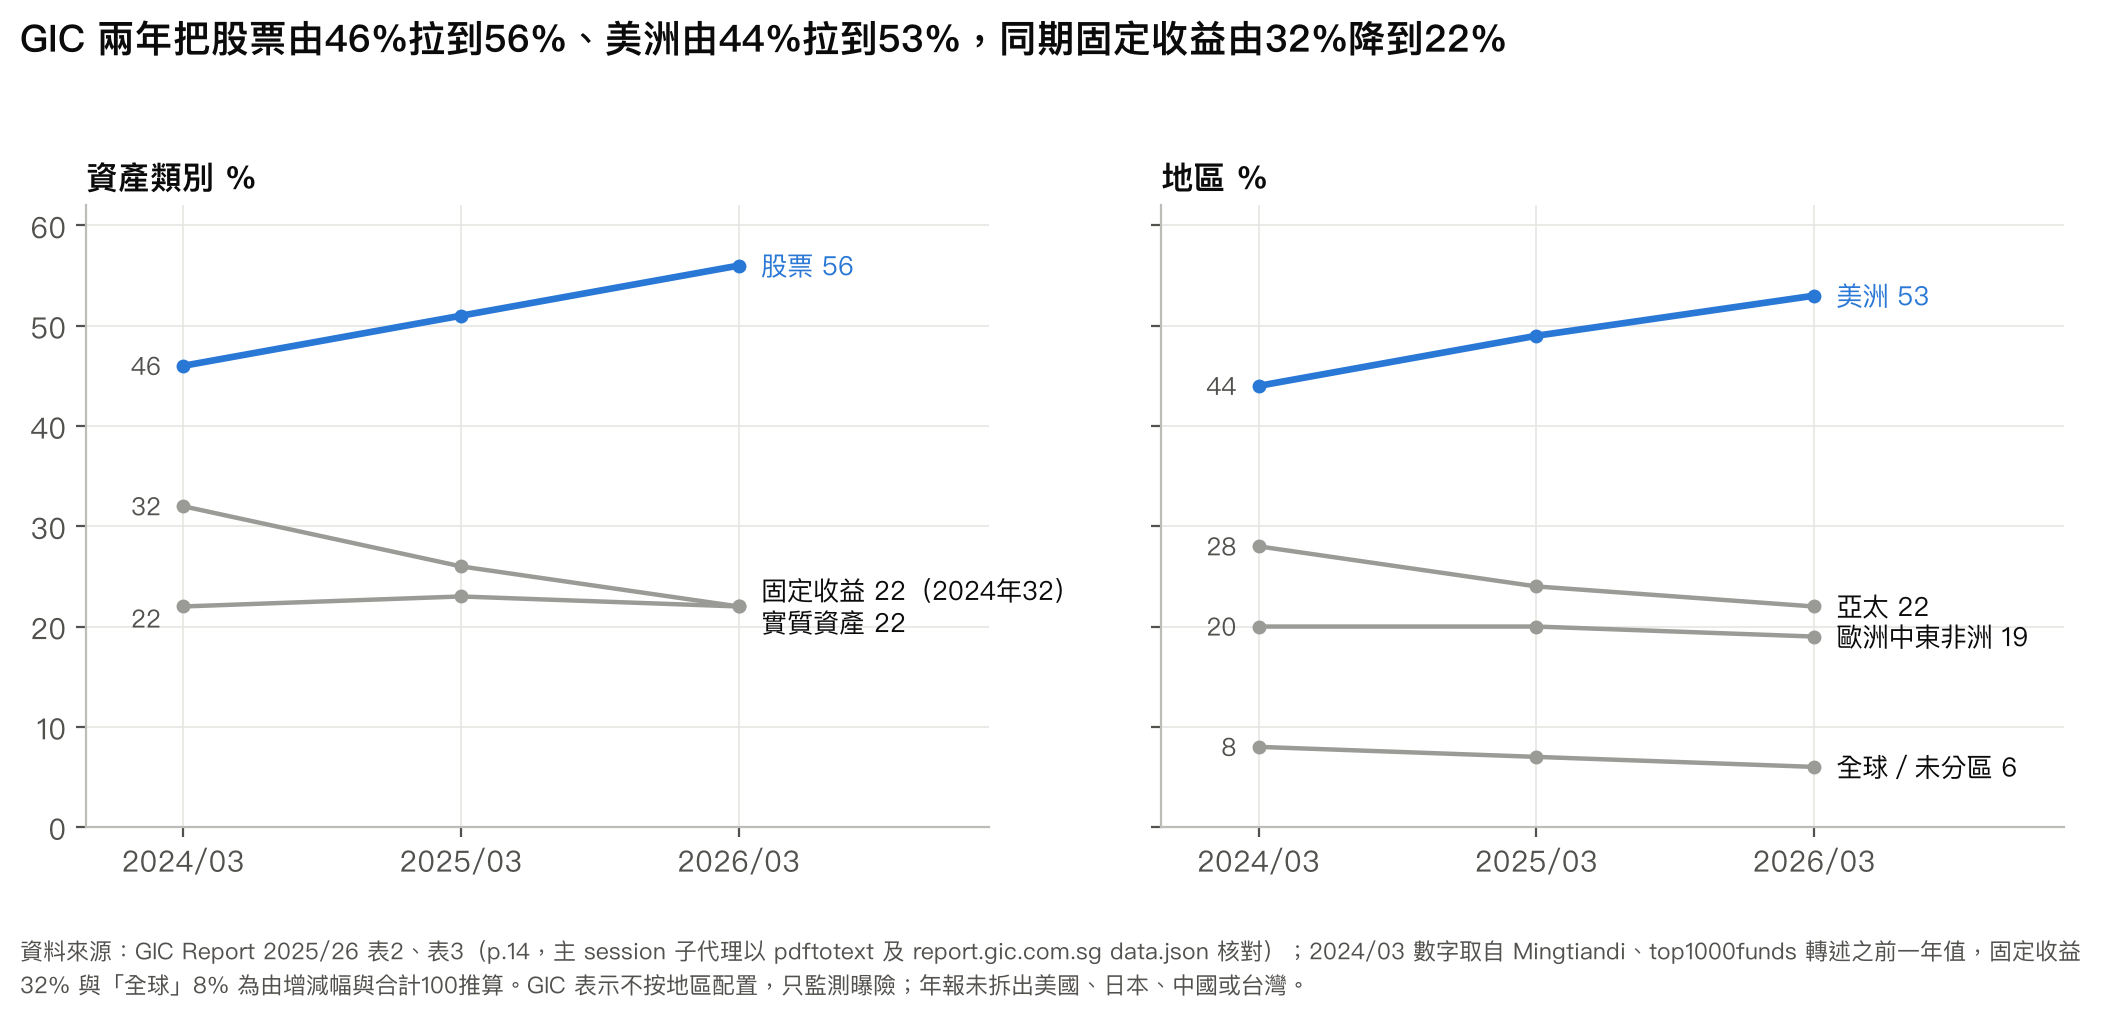 GIC 兩年把股票由46%拉到56%、美洲由44%拉到53%，同期固定收益由32%降到22%
資產類別 %
60
50
40
30
20
10
0
46
32
22
股票 56
固定收益 22（2024年32）
實質資產 22
2024/03
2025/03
2026/03
地區 %
44
28
20
8
美洲 53
亞太 22
歐洲中東非洲 19
全球 / 未分區 6
2024/03
2025/03
2026/03
資料來源：GIC Report 2025/26 表2、表3（p.14，主 session 子代理以 pdftotext 及 report.gic.com.sg data.json 核對）；2024/03 數字取自 Mingtiandi、top1000funds 轉述之前一年值，固定收益
32% 與「全球」8% 為由增減幅與合計100推算。GIC 表示不按地區配置，只監測曝險；年報未拆出美國、日本、中國或台灣。